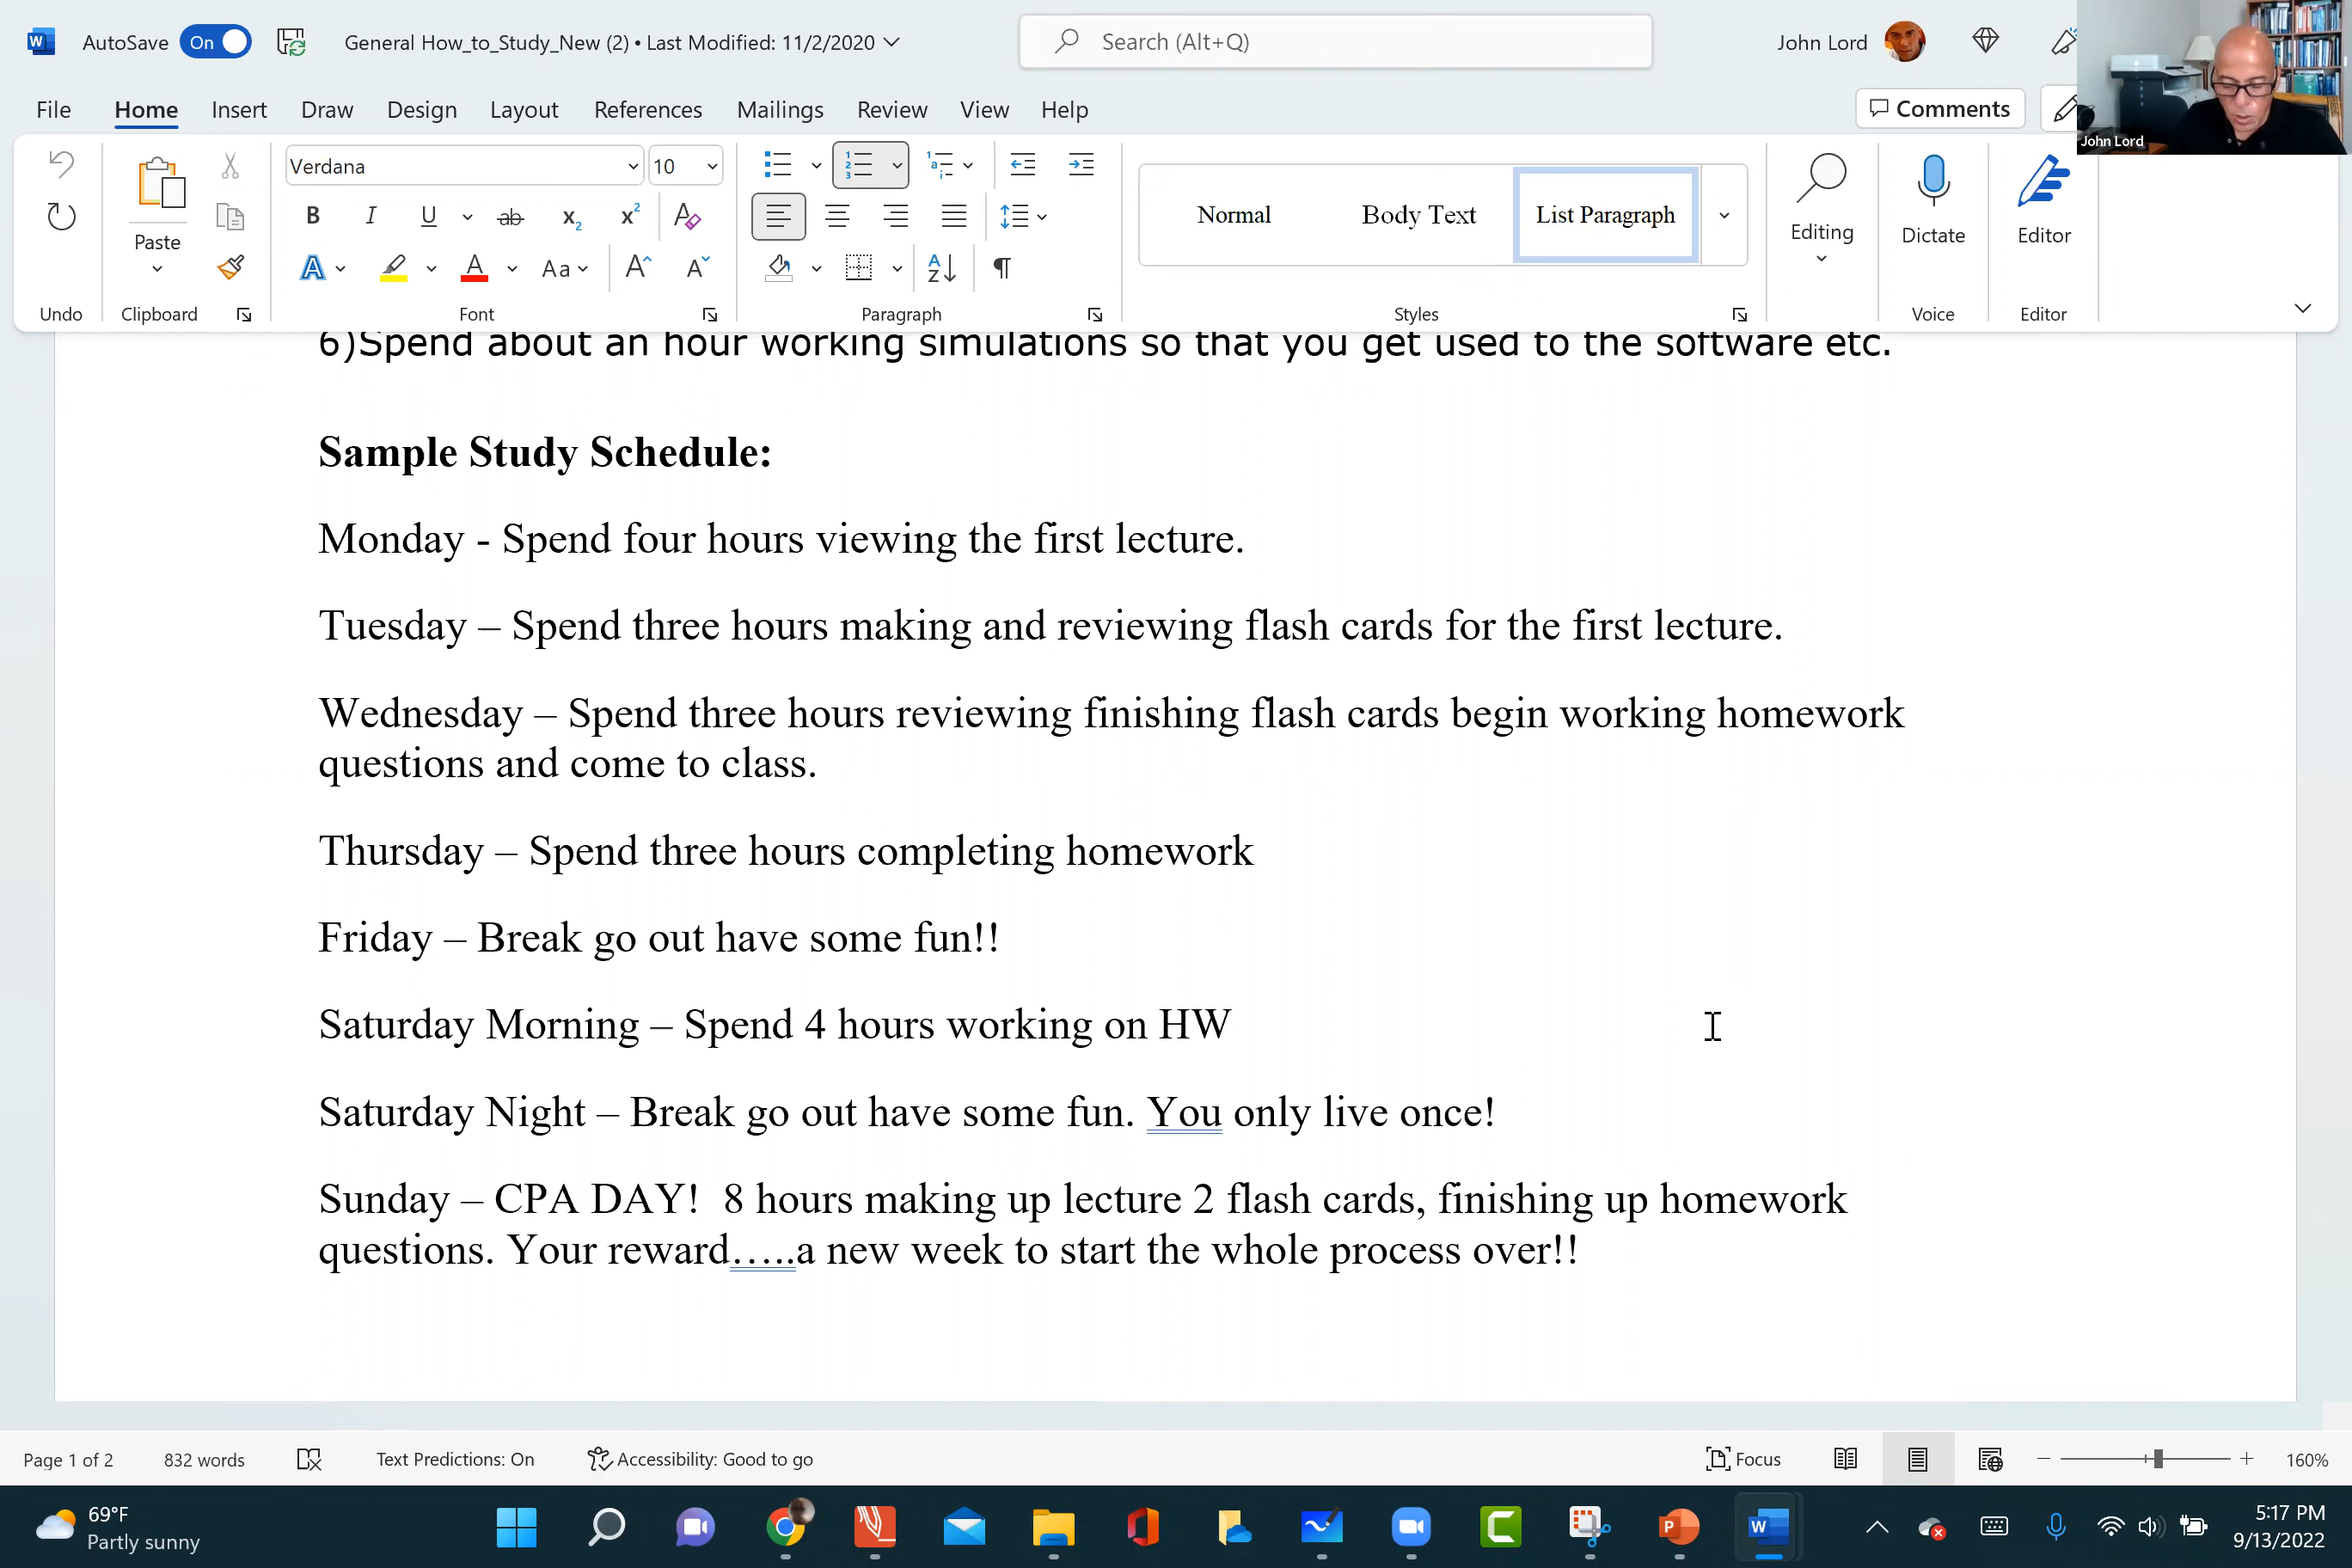 AutoSave On General How_to_Study_New (2) • Last Modified: 11/2/2020 Search (Alt+Q) John Lord
File Home Insert Draw Design Layout References Mailings Review View Help Comments
John Lord
Verdana 10
Normal Body Text List Paragraph
Paste Editing Dictate Editor
Undo Clipboard Font Paragraph Styles Voice Editor
6)Spend about an hour working simulations so that you get used to the software etc.
Sample Study Schedule:
Monday - Spend four hours viewing the first lecture.
Tuesday – Spend three hours making and reviewing flash cards for the first lecture.
Wednesday – Spend three hours reviewing finishing flash cards begin working homework
questions and come to class.
Thursday – Spend three hours completing homework
Friday – Break go out have some fun!!
Saturday Morning – Spend 4 hours working on HW
Saturday Night – Break go out have some fun. You only live once!
Sunday – CPA DAY!  8 hours making up lecture 2 flash cards, finishing up homework
questions. Your reward…..a new week to start the whole process over!!
Page 1 of 2 832 words Text Predictions: On Accessibility: Good to go Focus 160%
69°F
Partly sunny
5:17 PM
9/13/2022